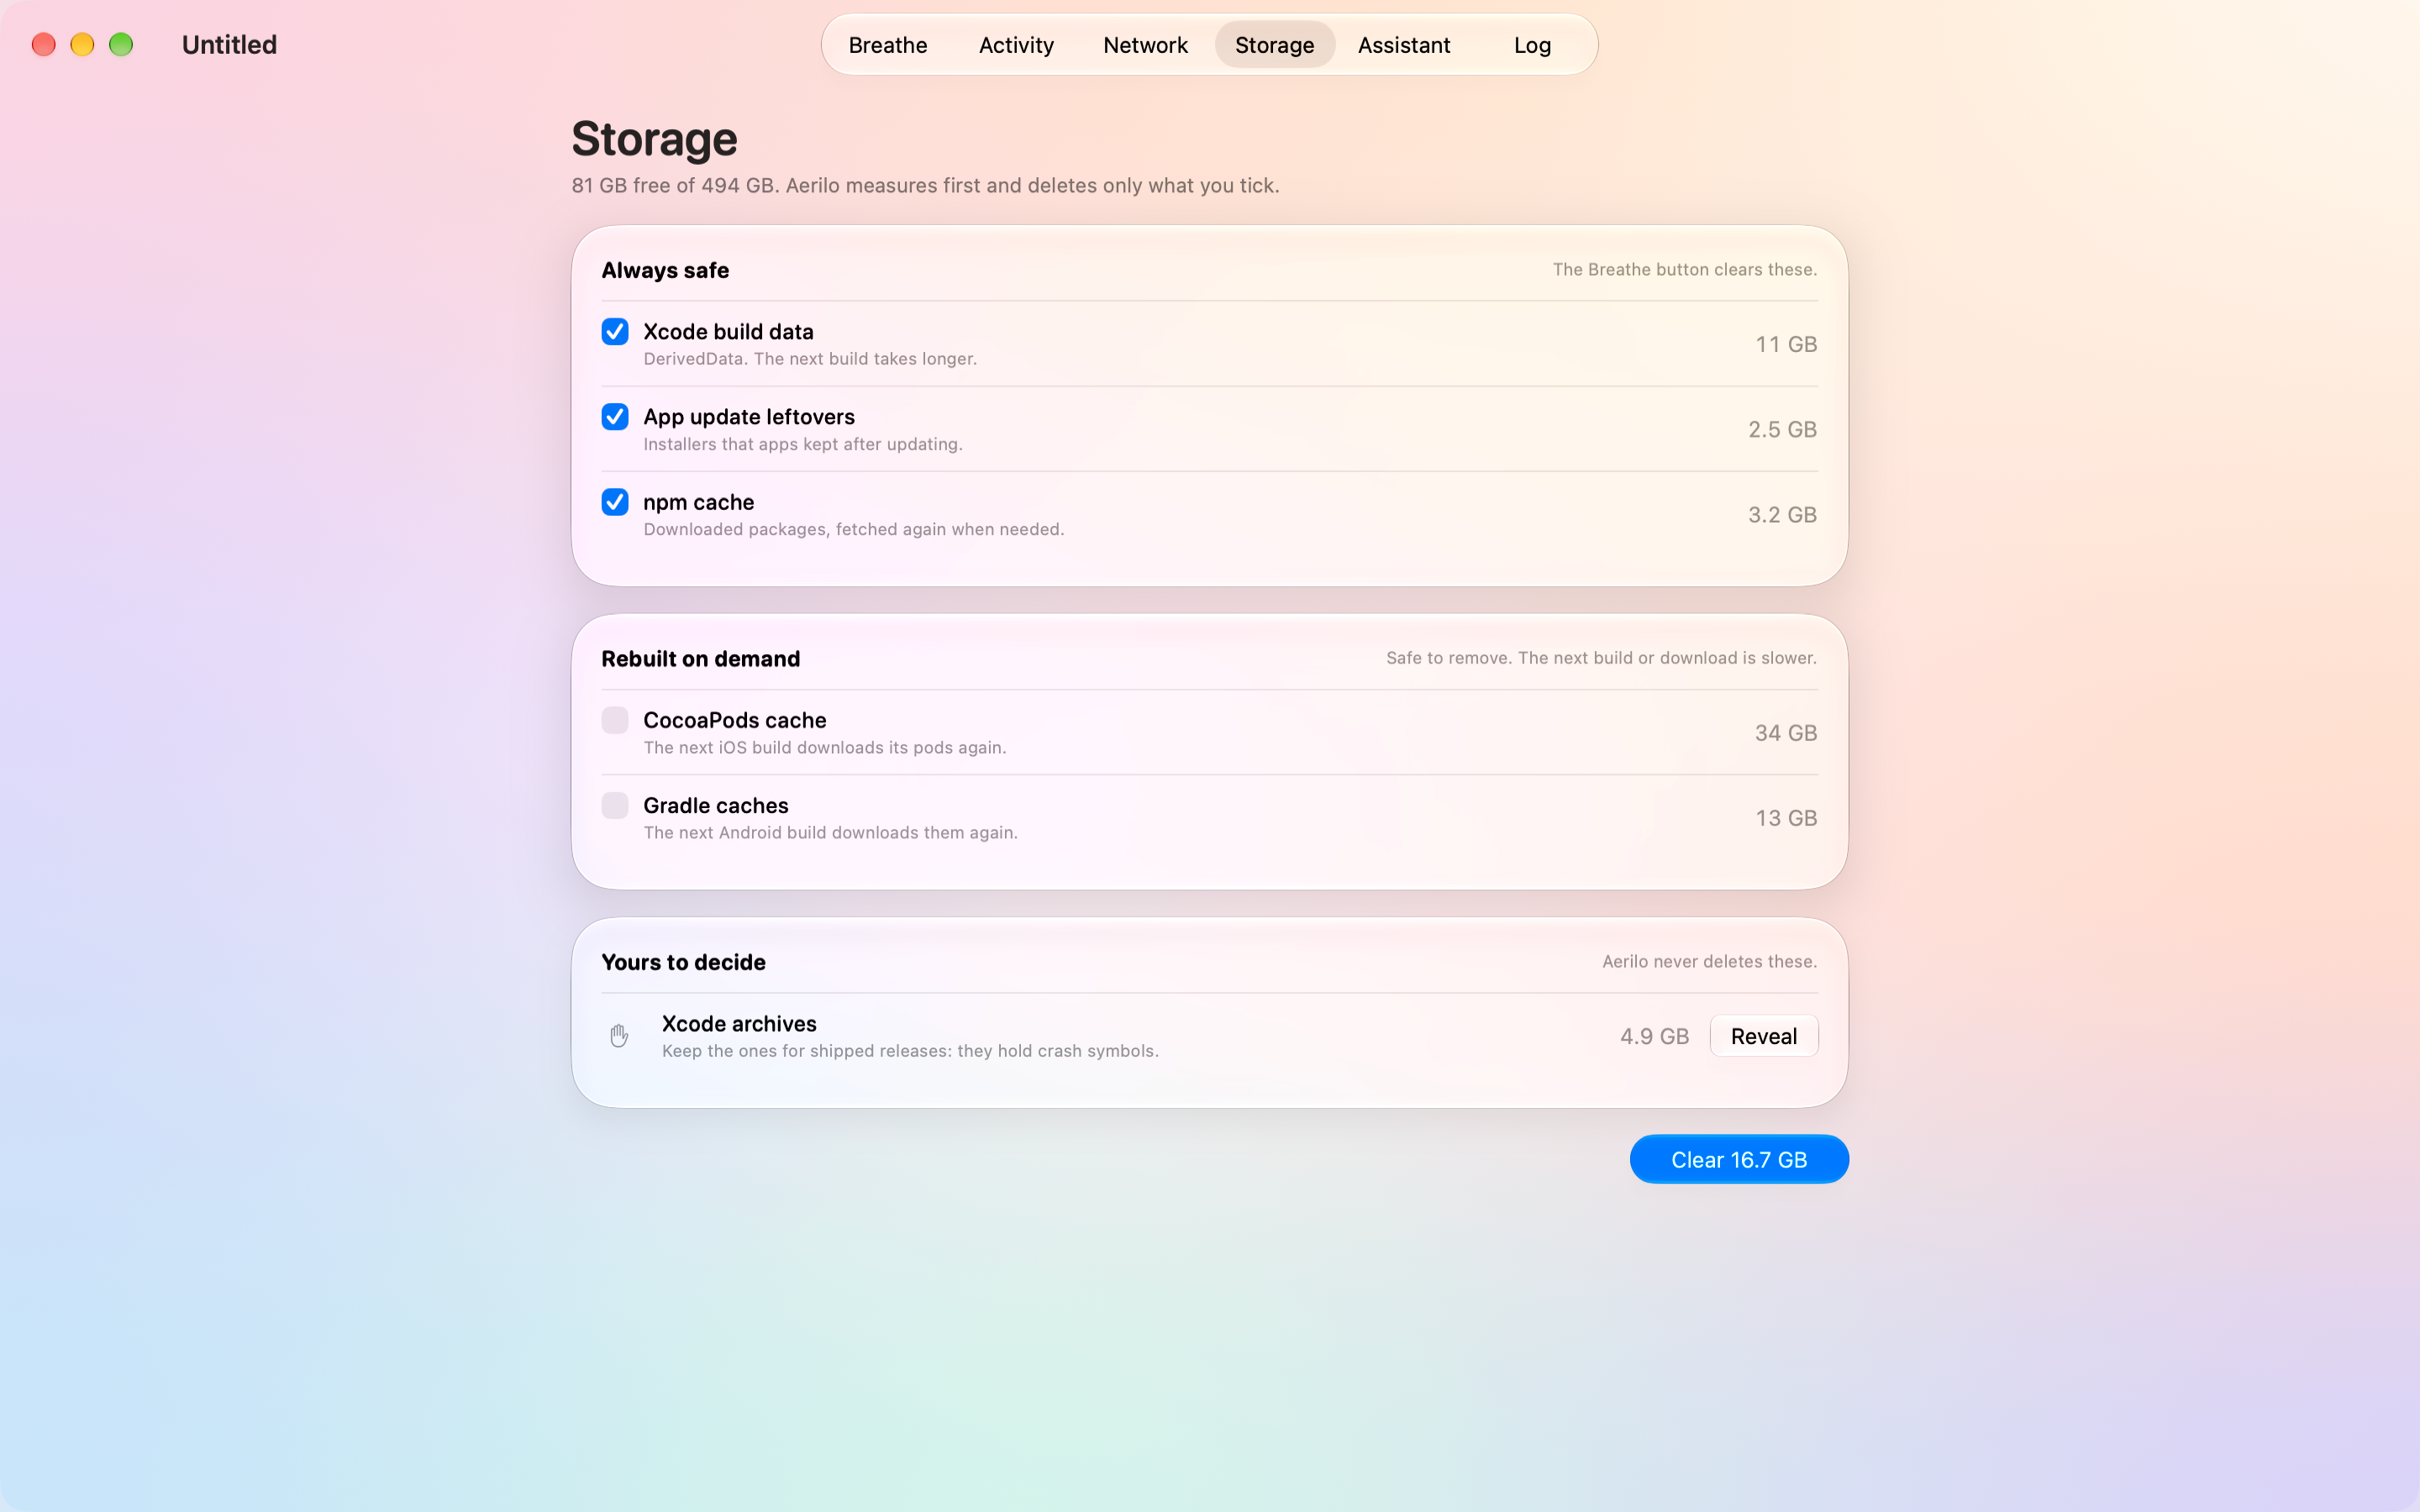 Untitled
Breathe Activity Network Storage Assistant Log
Storage
81 GB free of 494 GB. Aerilo measures first and deletes only what you tick.
Always safe The Breathe button clears these.
Xcode build data 11 GB
DerivedData. The next build takes longer.
App update leftovers 2.5 GB
Installers that apps kept after updating.
npm cache 3.2 GB
Downloaded packages, fetched again when needed.
Rebuilt on demand Safe to remove. The next build or download is slower.
CocoaPods cache 34 GB
The next iOS build downloads its pods again.
Gradle caches 13 GB
The next Android build downloads them again.
Yours to decide Aerilo never deletes these.
Xcode archives 4.9 GB Reveal
Keep the ones for shipped releases: they hold crash symbols.
Clear 16.7 GB